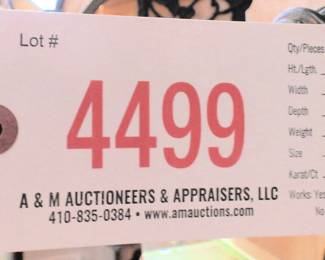 Lot #
4499
A & M AUCTIONEERS & APPRAISERS, LLC
410-835-0384 • www.amauctions.com
Qty/Pieces
Ht./Lgth.
Width
Depth
Weight
Size
Karat/Ct
Works: Yes
No